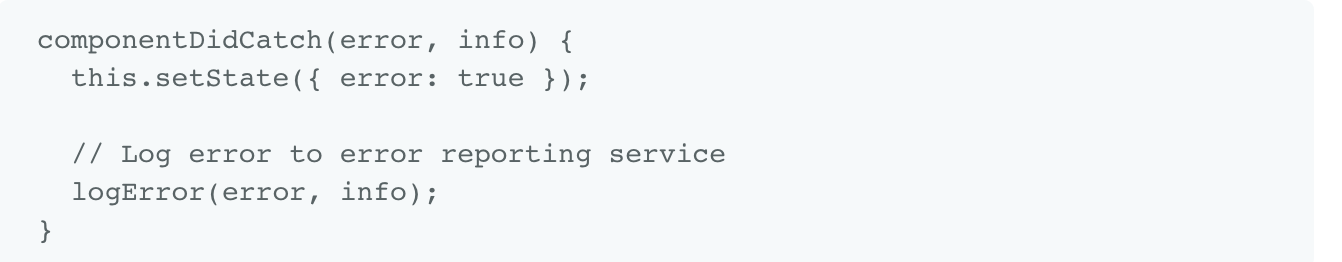 componentDidCatch(error, info) {
  this.setState({ error: true });

  // Log error to error reporting service
  logError(error, info);
}